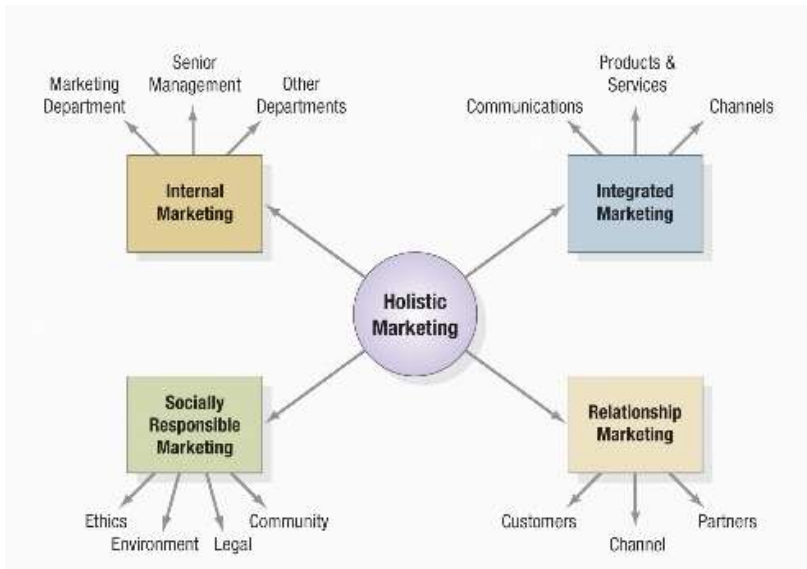 Senior
Management
Marketing
Department
Other
Departments
Products &
Services
Communications
Channels
Internal
Marketing
Integrated
Marketing
Holistic
Marketing
Socially
Responsible
Marketing
Relationship
Marketing
Ethics
Environment
Legal
Community
Customers
Channel
Partners